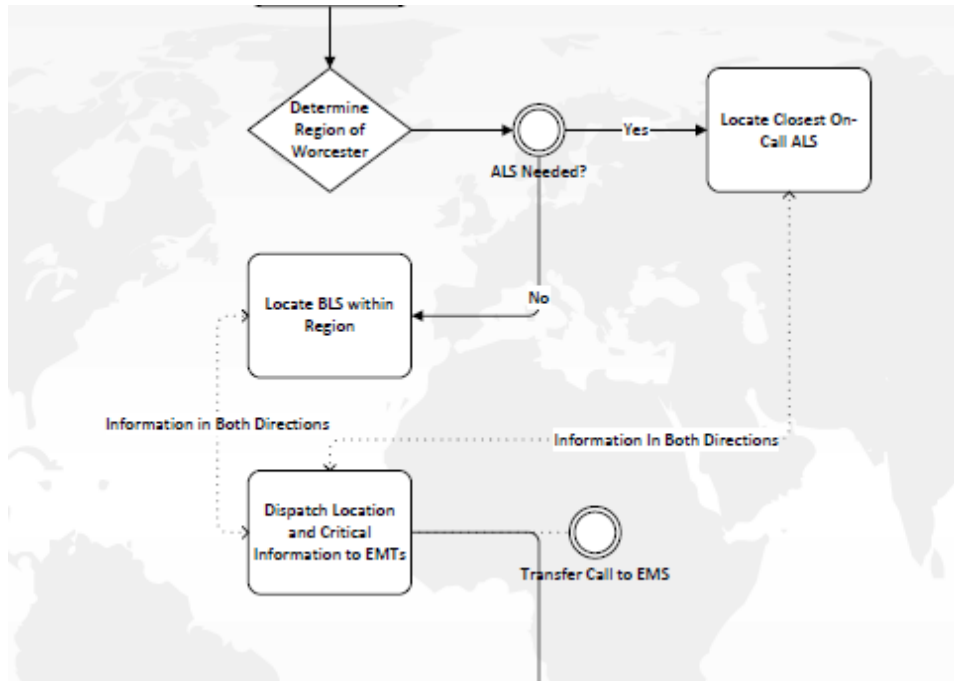 Determine
Region of
Worcester
ALS Needed?
Yes
Locate Closest On-
Call ALS
No
Locate BLS within
Region
Information in Both Directions
Information In Both Directions
Dispatch Location
and Critical
Information to EMTs
Transfer Call to EMS